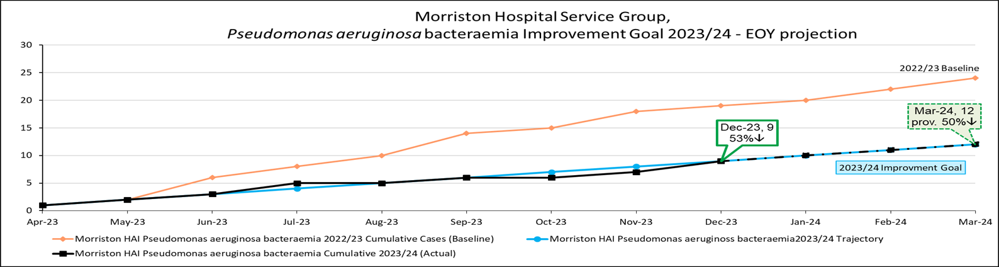 Morriston Hospital Service Group,
Pseudomonas aeruginosa bacteraemia Improvement Goal 2023/24 - EOY projection
30
25
20
15
10
5
0
2022/23 Baseline
Mar-24, 12
prov. 50%↓
Dec-23, 9
53%↓
2023/24 Improvment Goal
Apr-23 May-23 Jun-23 Jul-23 Aug-23 Sep-23 Oct-23 Nov-23 Dec-23 Jan-24 Feb-24 Mar-24
Morriston HAI Pseudomonas aeruginosa bacteraemia 2022/23 Cumulative Cases (Baseline)
Morriston HAI Pseudomonas aeruginoss bacteraemia2023/24 Trajectory
Morriston HAI Pseudomonas aeruginosa bacteraemia Cumulative 2023/24 (Actual)